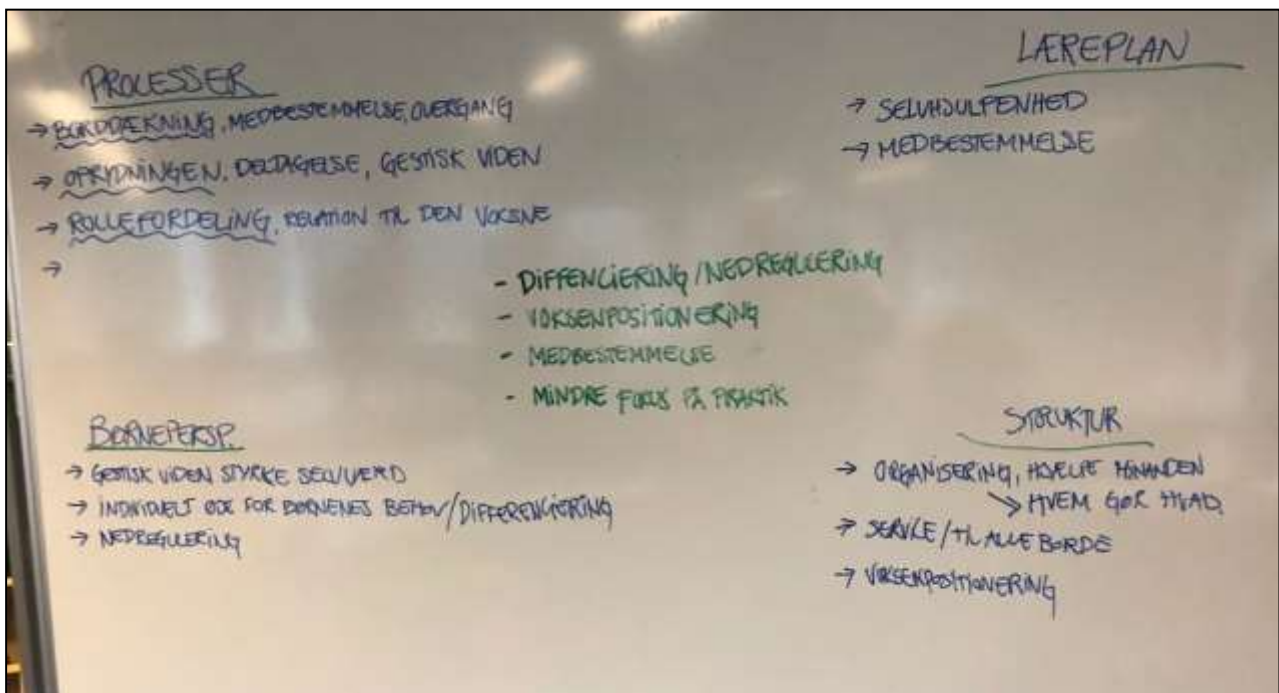 PROCESSER
→ BORDDÆKNING, MEDBESTEMMELSE, OVERGANG
→ OPRYDNINGEN, DELTAGELSE, GESTISK VIDEN
→ ROLLEFORDELING, RELATION TIL DEN VOKSNE
→
LÆREPLAN
→ SELVHJULPENHED
→ MEDBESTEMMELSE
- DIFFENCIERING/NEDREGULERING
- VOKSENPOSITIONERING
- MEDBESTEMMELSE
- MINDRE FOKUS PÅ PRAKTIK
BØRNEPERSP.
→ GESTISK VIDEN STYRKE SELVVÆRD
→ INDIVIDUELT ØJE FOR BØRNENES BEHOV/DIFFERENCIERING
→ NEDREGULERING
STRUKTUR
→ ORGANISERING, HJÆLPE HINANDEN
↘ HVEM GØR HVAD
→ SERVICE/TIL ALLE BORDE
→ VOKSENPOSITIONERING